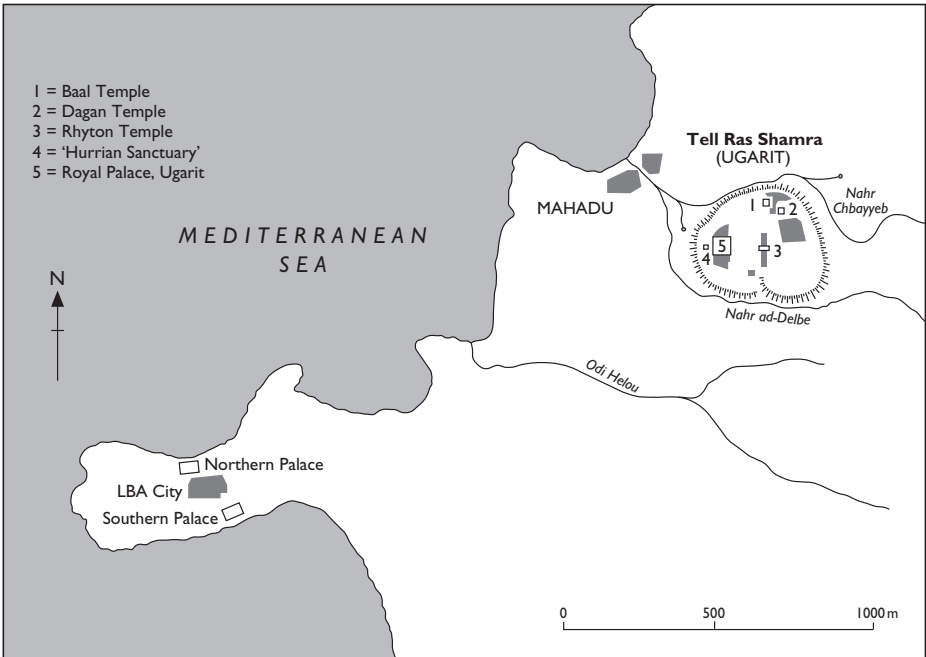 1 = Baal Temple
2 = Dagan Temple
3 = Rhyton Temple
4 = ‘Hurrian Sanctuary’
5 = Royal Palace, Ugarit
Tell Ras Shamra
(UGARIT)
MAHADU
Nahr
Chbayyeb
1
2
MEDITERRANEAN
SEA
5
4
3
N
Nahr ad-Delbe
Odi Helou
Northern Palace
LBA City
Southern Palace
0 500 1000 m